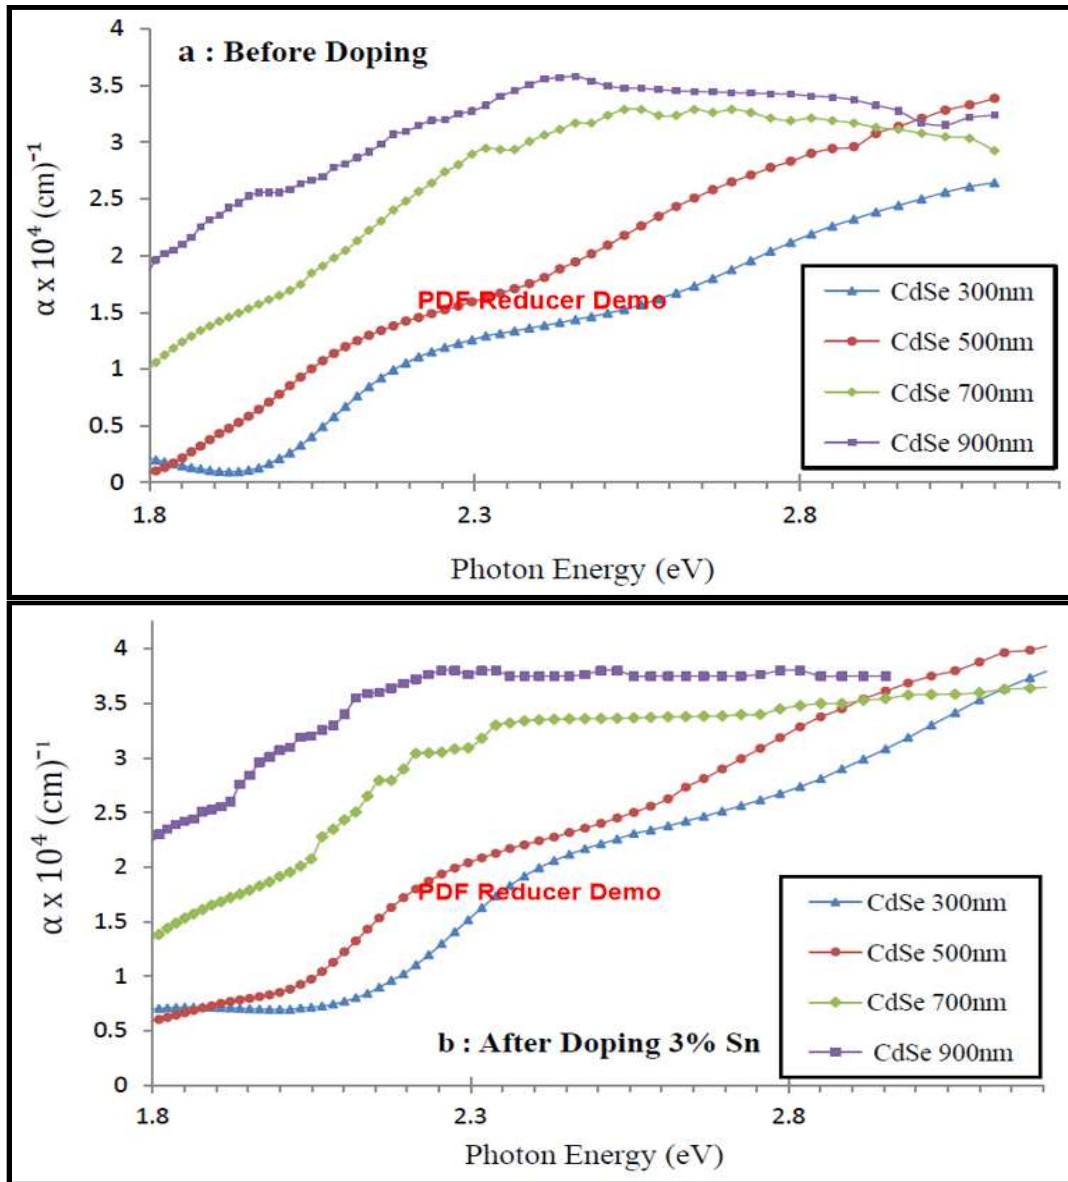 a : Before Doping
4
3.5
3
2.5
2
1.5
1
0.5
0
α x 10⁴ (cm)⁻¹
PDF Reducer Demo
CdSe 300nm
CdSe 500nm
CdSe 700nm
CdSe 900nm
1.8 2.3 2.8
Photon Energy (eV)
4
3.5
3
2.5
2
1.5
1
0.5
0
α x 10⁴ (cm)⁻¹
PDF Reducer Demo
CdSe 300nm
CdSe 500nm
CdSe 700nm
CdSe 900nm
b : After Doping 3% Sn
1.8 2.3 2.8
Photon Energy (eV)